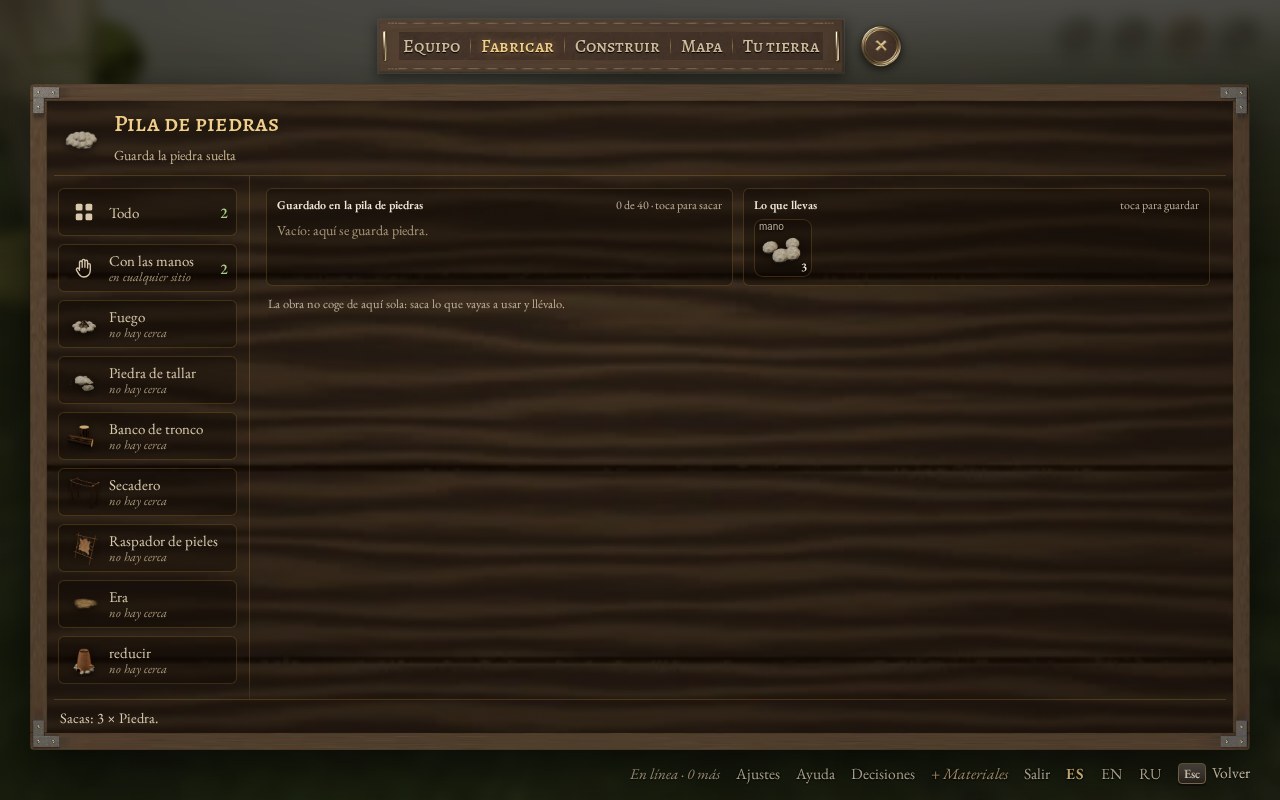 Equipo Fabricar Construir Mapa Tu tierra ×
Pila de piedras
Guarda la piedra suelta
Todo 2
Con las manos 2
en cualquier sitio
Fuego
no hay cerca
Piedra de tallar
no hay cerca
Banco de tronco
no hay cerca
Secadero
no hay cerca
Raspador de pieles
no hay cerca
Era
no hay cerca
reducir
no hay cerca
Guardado en la pila de piedras 0 de 40 · toca para sacar
Vacío: aquí se guarda piedra.
Lo que llevas toca para guardar
mano
3
La obra no coge de aquí sola: saca lo que vayas a usar y llévalo.
Sacas: 3 × Piedra.
En línea · 0 más Ajustes Ayuda Decisiones + Materiales Salir ES EN RU Esc Volver